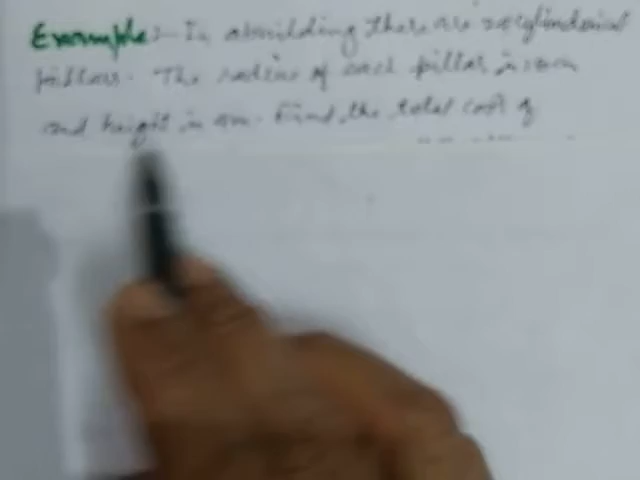 Example:- In a building there are cylindrical
pillars. The radius of each pillar is
and height is 4m. Find the total cost of